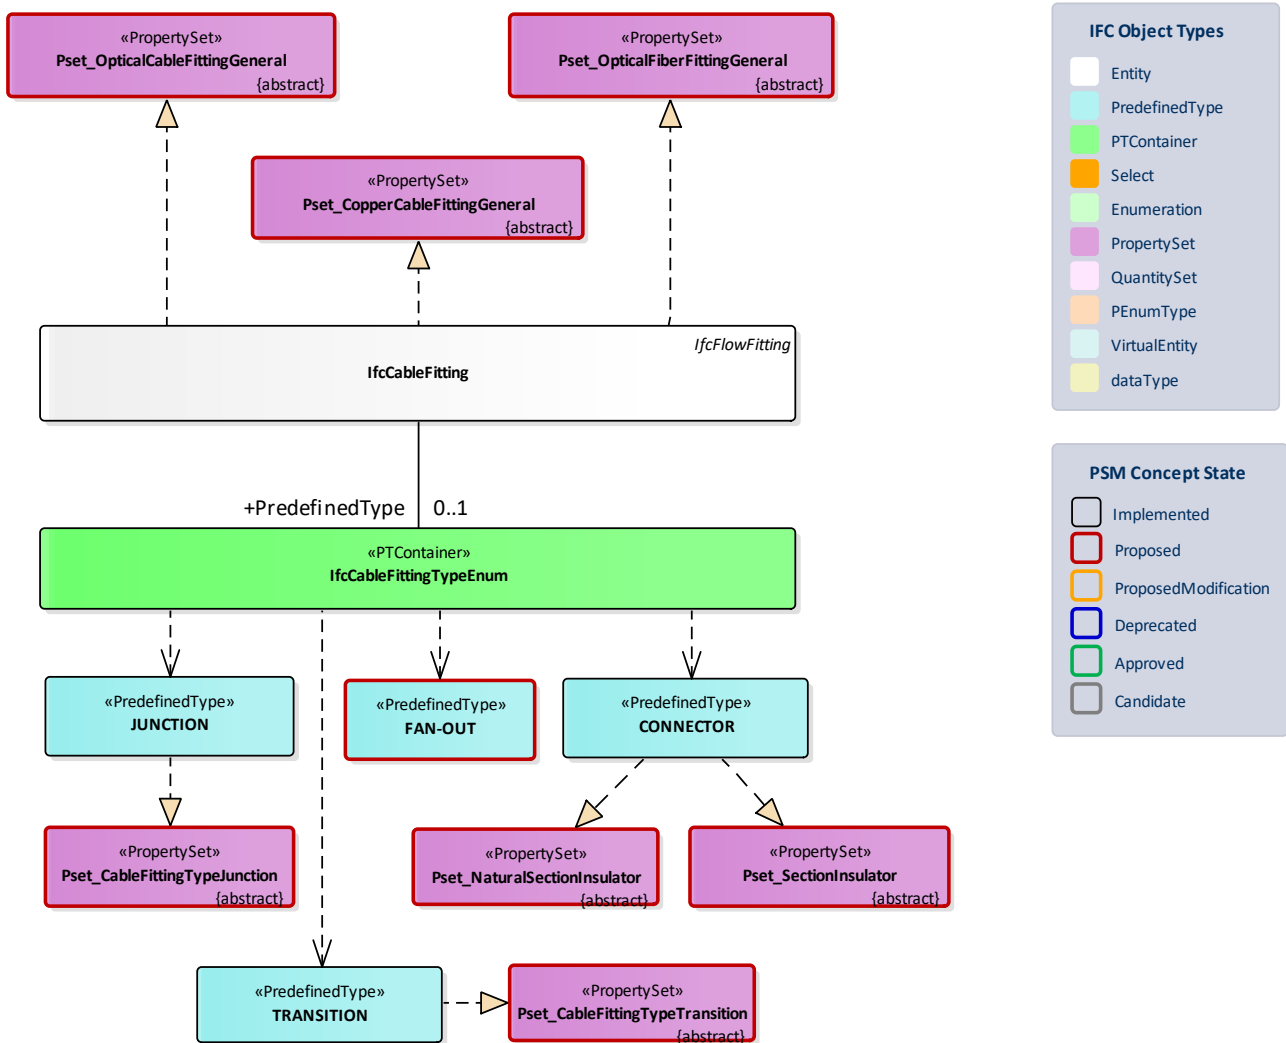 «PropertySet»
Pset_OpticalCableFittingGeneral
{abstract}
«PropertySet»
Pset_OpticalFiberFittingGeneral
{abstract}
«PropertySet»
Pset_CopperCableFittingGeneral
{abstract}
IfcFlowFitting
IfcCableFitting
+PredefinedType
0..1
«PTContainer»
IfcCableFittingTypeEnum
«PredefinedType»
JUNCTION
«PredefinedType»
FAN-OUT
«PredefinedType»
CONNECTOR
«PropertySet»
Pset_CableFittingTypeJunction
{abstract}
«PropertySet»
Pset_NaturalSectionInsulator
{abstract}
«PropertySet»
Pset_SectionInsulator
{abstract}
«PredefinedType»
TRANSITION
«PropertySet»
Pset_CableFittingTypeTransition
{abstract}
IFC Object Types
Entity
PredefinedType
PTContainer
Select
Enumeration
PropertySet
QuantitySet
PEnumType
VirtualEntity
dataType
PSM Concept State
Implemented
Proposed
ProposedModification
Deprecated
Approved
Candidate